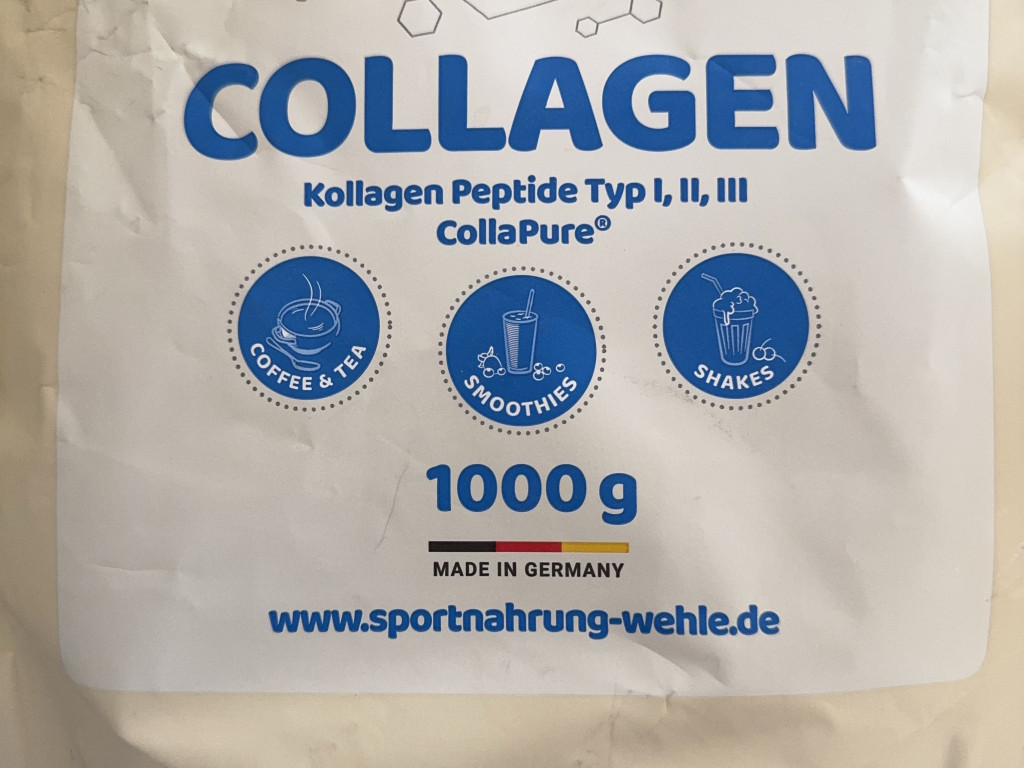 COLLAGEN
Kollagen Peptide Typ I, II, III
CollaPure®
COFFEE & TEA
SMOOTHIES
SHAKES
1000 g
MADE IN GERMANY
www.sportnahrung-wehle.de